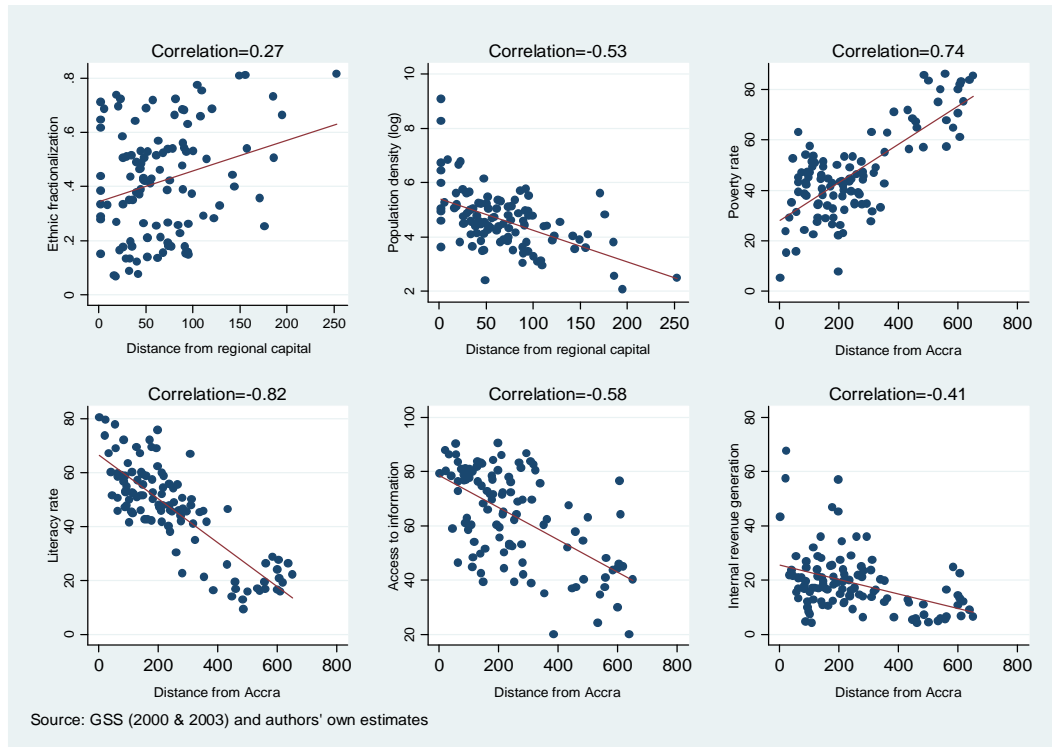 Correlation=0.27
Ethnic fractionalization
.8
.6
.4
.2
0
0 50 100 150 200 250
Distance from regional capital
Correlation=-0.53
Population density (log)
10
8
6
4
2
0 50 100 150 200 250
Distance from regional capital
Correlation=0.74
Poverty rate
80
60
40
20
0
0 200 400 600 800
Distance from Accra
Correlation=-0.82
Literacy rate
80
60
40
20
0
0 200 400 600 800
Distance from Accra
Correlation=-0.58
Access to information
100
80
60
40
20
0 200 400 600 800
Distance from Accra
Correlation=-0.41
Internal revenue generation
80
60
40
20
0
0 200 400 600 800
Distance from Accra
Source: GSS (2000 & 2003) and authors' own estimates